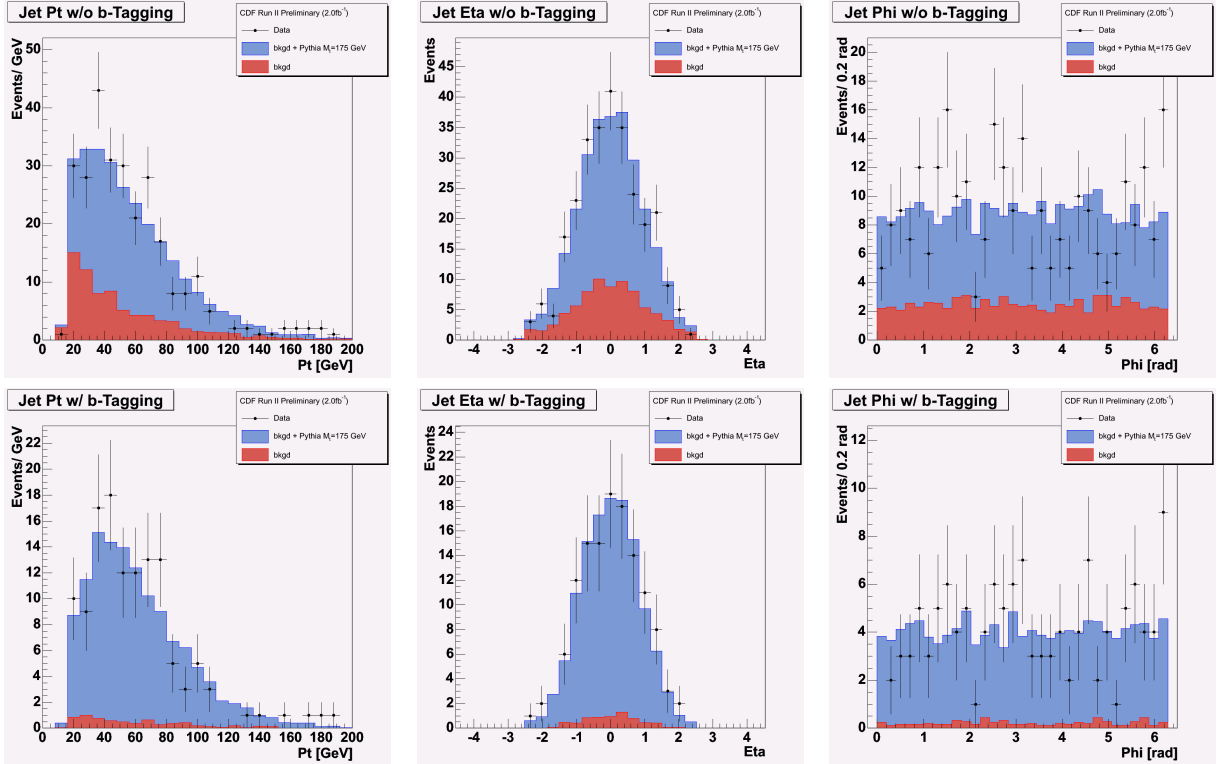 Jet Pt w/o b-Tagging
CDF Run II Preliminary (2.0fb⁻¹)
Data
bkgd + Pythia Mₜ=175 GeV
bkgd
Events/ GeV
50
40
30
20
10
0
0 20 40 60 80 100 120 140 160 180 200
Pt [GeV]
Jet Eta w/o b-Tagging
CDF Run II Preliminary (2.0fb⁻¹)
Data
bkgd + Pythia Mₜ=175 GeV
bkgd
Events
45
40
35
30
25
20
15
10
5
0
-4 -3 -2 -1 0 1 2 3 4
Eta
Jet Phi w/o b-Tagging
CDF Run II Preliminary (2.0fb⁻¹)
Data
bkgd + Pythia Mₜ=175 GeV
bkgd
Events/ 0.2 rad
20
18
16
14
12
10
8
6
4
2
0
0 1 2 3 4 5 6
Phi [rad]
Jet Pt w/ b-Tagging
CDF Run II Preliminary (2.0fb⁻¹)
Data
bkgd + Pythia Mₜ=175 GeV
bkgd
Events/ GeV
22
20
18
16
14
12
10
8
6
4
2
0
0 20 40 60 80 100 120 140 160 180 200
Pt [GeV]
Jet Eta w/ b-Tagging
CDF Run II Preliminary (2.0fb⁻¹)
Data
bkgd + Pythia Mₜ=175 GeV
bkgd
Events
24
22
20
18
16
14
12
10
8
6
4
2
0
-4 -3 -2 -1 0 1 2 3 4
Eta
Jet Phi w/ b-Tagging
CDF Run II Preliminary (2.0fb⁻¹)
Data
bkgd + Pythia Mₜ=175 GeV
bkgd
Events/ 0.2 rad
12
10
8
6
4
2
0
0 1 2 3 4 5 6
Phi [rad]